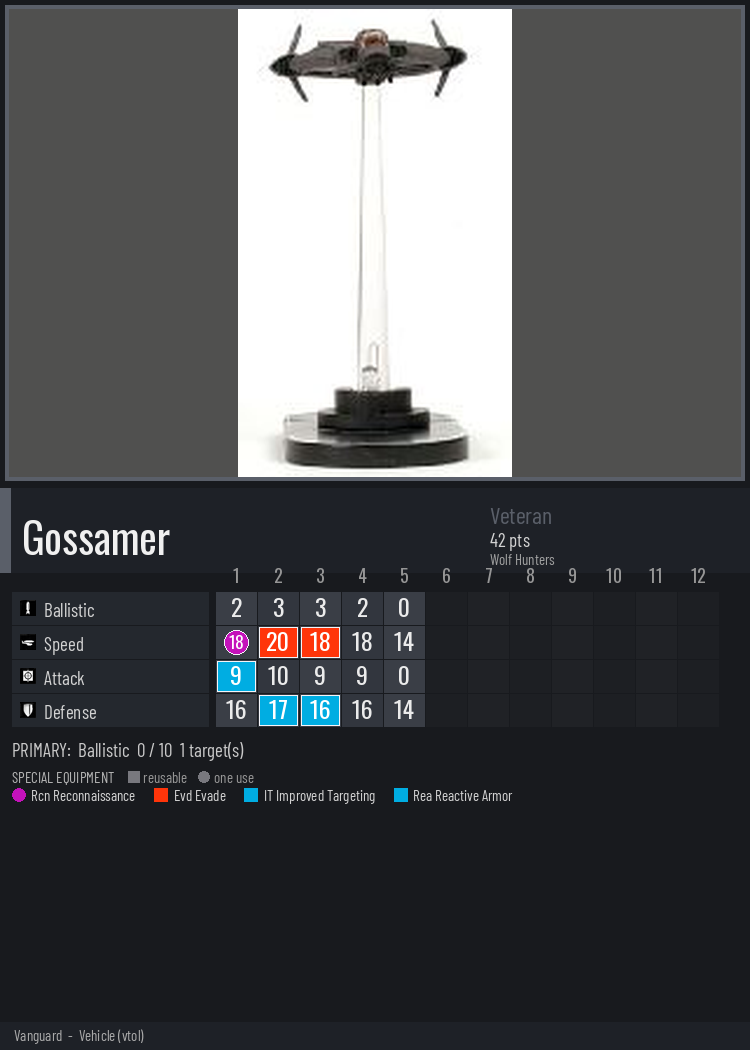 Gossamer
Veteran
42 pts
Wolf Hunters
1 2 3 4 5 6 7 8 9 10 11 12
Ballistic 2 3 3 2 0
Speed 18 20 18 18 14
Attack 9 10 9 9 0
Defense 16 17 16 16 14
PRIMARY: Ballistic 0 / 10 1 target(s)
SPECIAL EQUIPMENT reusable one use
Rcn Reconnaissance Evd Evade IT Improved Targeting Rea Reactive Armor
Vanguard - Vehicle (vtol)